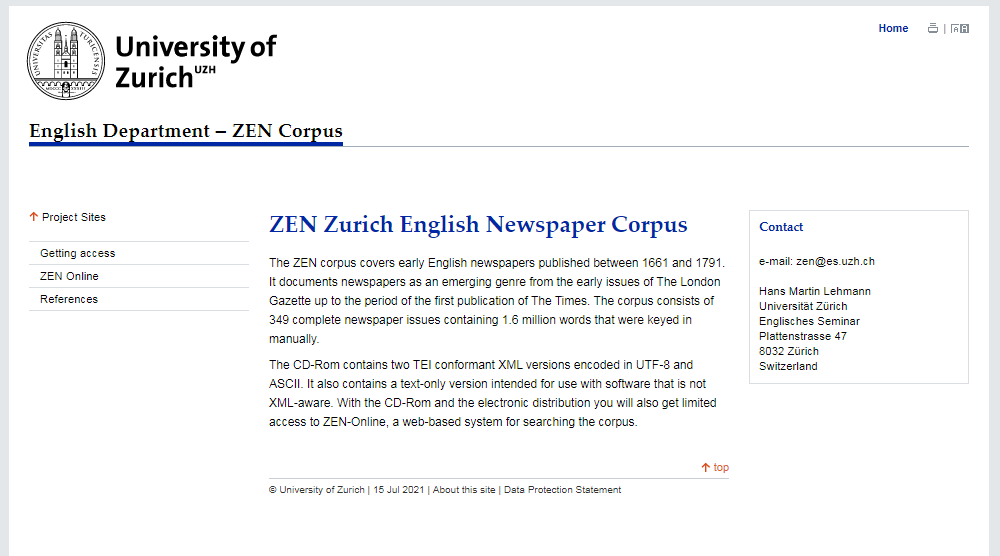 University of
Zurich UZH
Home
|
English Department – ZEN Corpus
Project Sites
Getting access
ZEN Online
References
ZEN Zurich English Newspaper Corpus
The ZEN corpus covers early English newspapers published between 1661 and 1791.
It documents newspapers as an emerging genre from the early issues of The London
Gazette up to the period of the first publication of The Times. The corpus consists of
349 complete newspaper issues containing 1.6 million words that were keyed in
manually.
The CD-Rom contains two TEI conformant XML versions encoded in UTF-8 and
ASCII. It also contains a text-only version intended for use with software that is not
XML-aware. With the CD-Rom and the electronic distribution you will also get limited
access to ZEN-Online, a web-based system for searching the corpus.
top
© University of Zurich | 15 Jul 2021 | About this site | Data Protection Statement
Contact
e-mail: zen@es.uzh.ch
Hans Martin Lehmann
Universität Zürich
Englisches Seminar
Plattenstrasse 47
8032 Zürich
Switzerland